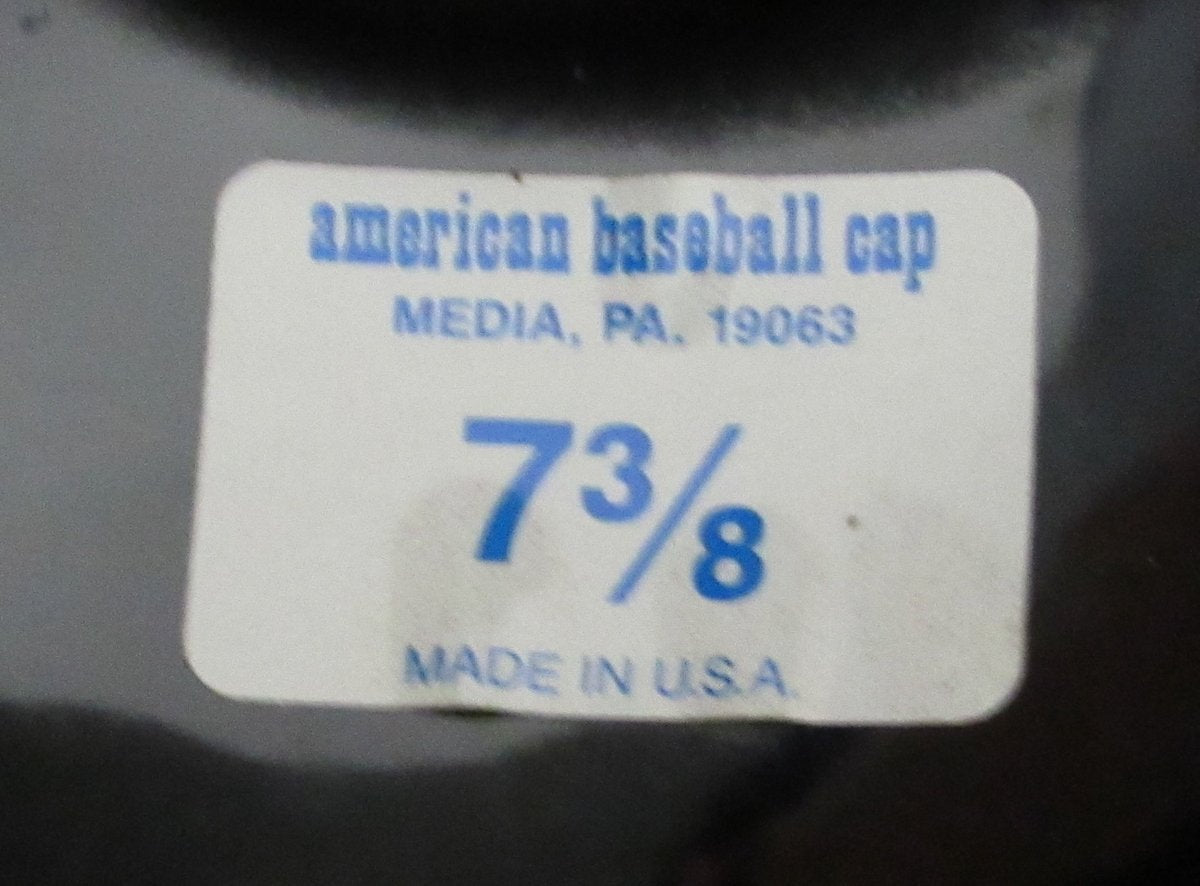 american baseball cap
MEDIA, PA. 19063
7 3/8
MADE IN U.S.A.